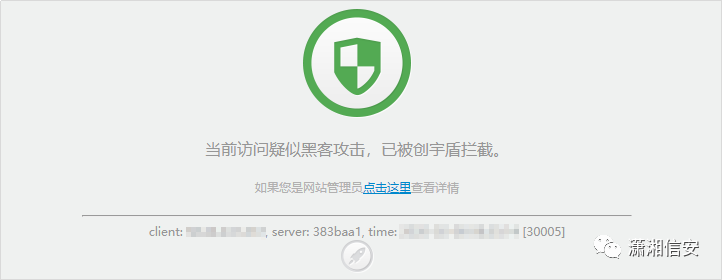 当前访问疑似黑客攻击，已被创宇盾拦截。
如果您是网站管理员点击这里查看详情
client: , server: 383baa1, time: [30005]
潇湘信安